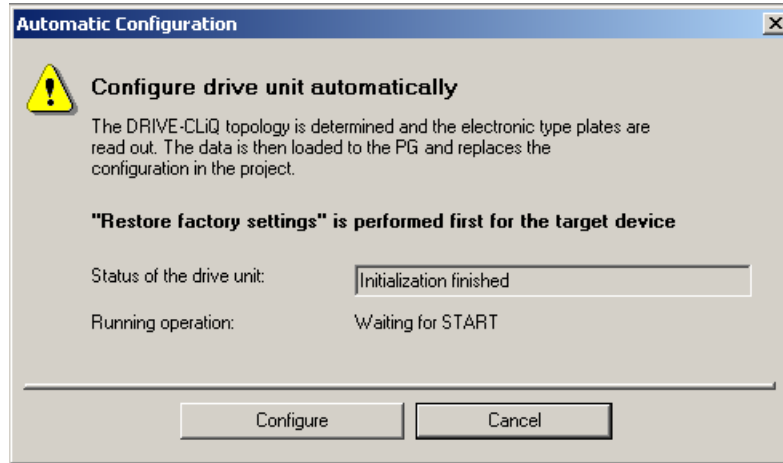 Automatic Configuration
Configure drive unit automatically
The DRIVE-CLiQ topology is determined and the electronic type plates are
read out. The data is then loaded to the PG and replaces the
configuration in the project.
"Restore factory settings" is performed first for the target device
Status of the drive unit: Initialization finished
Running operation: Waiting for START
Configure Cancel